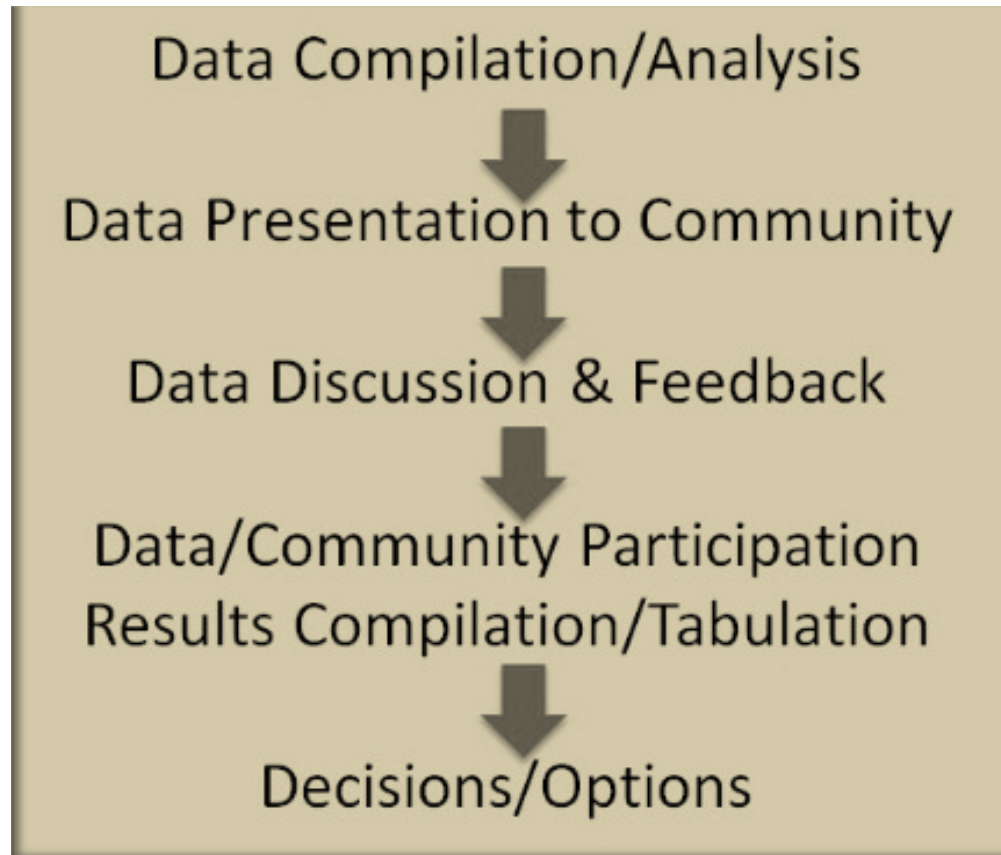 Data Compilation/Analysis
Data Presentation to Community
Data Discussion & Feedback
Data/Community Participation
Results Compilation/Tabulation
Decisions/Options